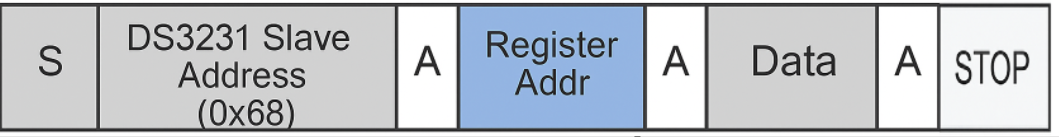 S
DS3231 Slave
Address
(0x68)
A
Register
Addr
A
Data
A
STOP